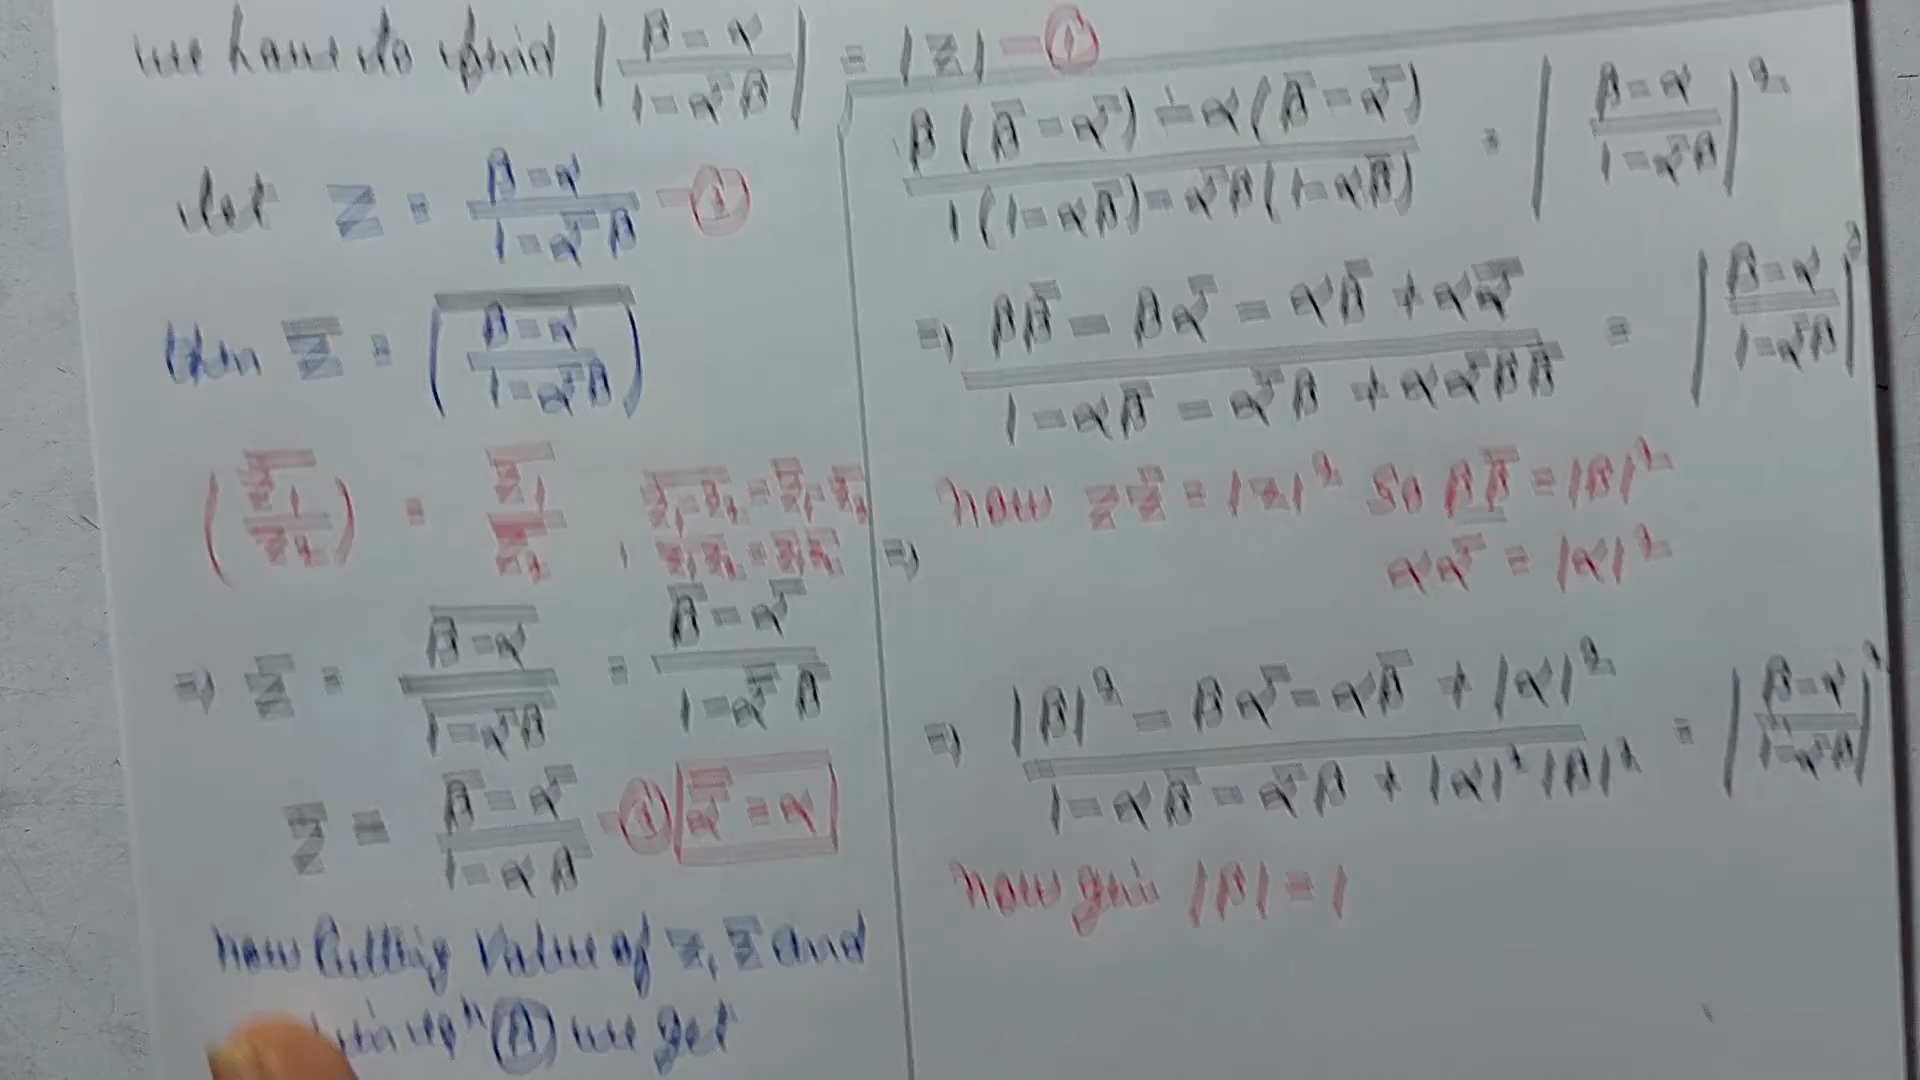 we have to find |β-α / 1-ᾱβ| = |z| - ①
let z = β-α / 1-ᾱβ - ①
then z̅ = (β-α / 1-ᾱβ)̅
(z̅₁/z₂) = z̅₁/z̅₂ , z̅₁-z̅₂ = z̅₁-z̅₂
z̅₁z̅₂ = z̅₁z̅₂
⇒ z̅ = β̅-̅α̅ / 1̅-̅ᾱ̅β̅ = β̅-ᾱ / 1-ᾱ̅ β̅
z̅ = β̅-ᾱ / 1-αβ̅ ᾱ̅ = α
now Putting value of z, z̅ and
in eqⁿ we get
β(β̅-ᾱ)-α(β̅-ᾱ) / 1(1-αβ̅)-ᾱβ(1-αβ̅) = |β-α / 1-ᾱβ|²
⇒ ββ̅ - βᾱ - αβ̅ + αᾱ / 1-αβ̅ - ᾱβ + αᾱββ̅ = |β-α / 1-ᾱβ|²
now zz̅ = |z|² so ββ̅ = |β|²
⇒ αᾱ = |α|²
⇒ |β|² - βᾱ - αβ̅ + |α|² / 1-αβ̅ - ᾱβ + |α|²|β|² = |β-α / 1-ᾱβ|²
now |β| = 1